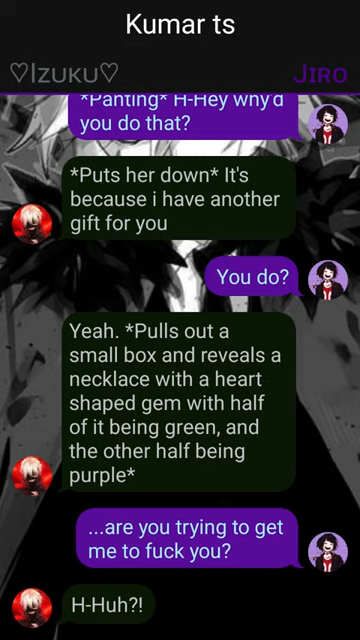 Kumar ts
♡Izuku♡ Jiro
*Panting* H-Hey why'd
you do that?
*Puts her down* It's
because i have another
gift for you
You do?
Yeah. *Pulls out a
small box and reveals a
necklace with a heart
shaped gem with half
of it being green, and
the other half being
purple*
...are you trying to get
me to fuck you?
H-Huh?!